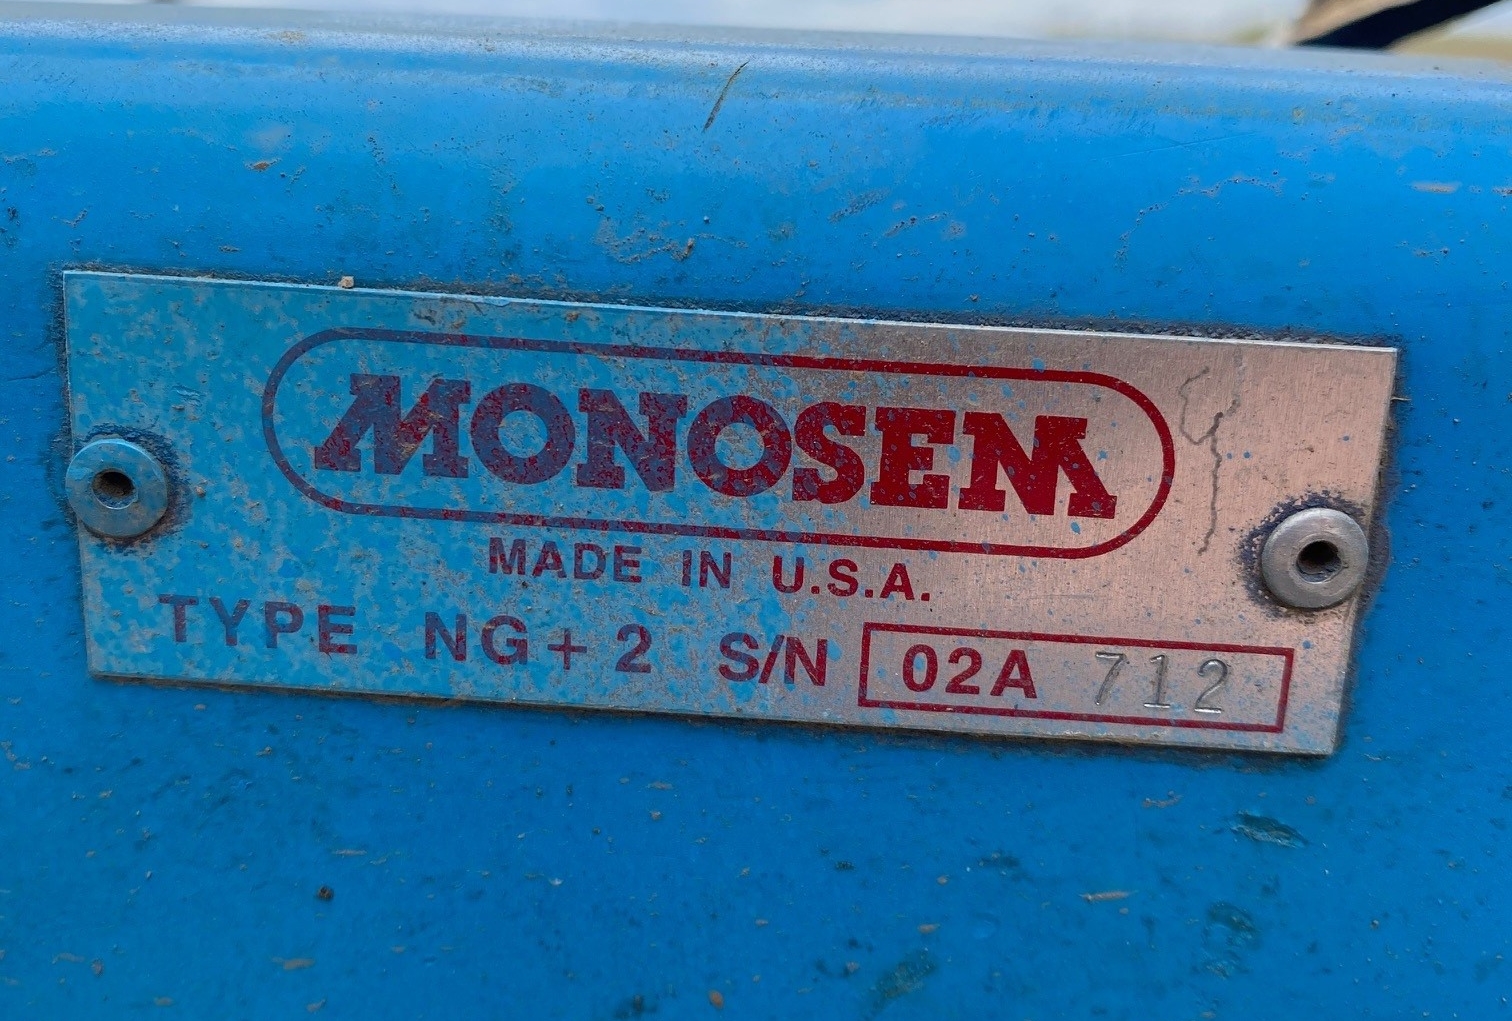 MONOSEM
MADE IN U.S.A.
TYPE NG+2 S/N 02A 712